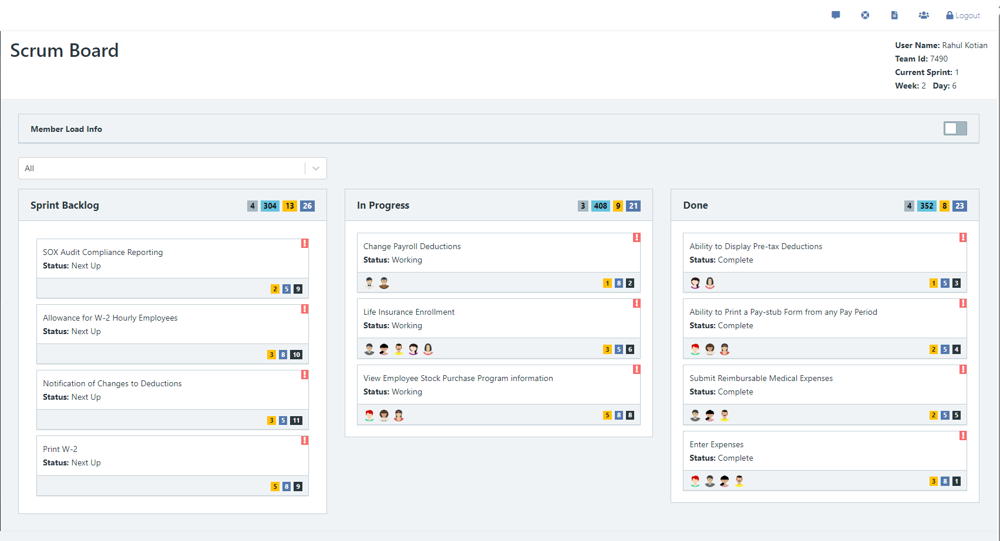 Logout
Scrum Board
User Name: Rahul Kotian
Team Id: 7490
Current Sprint: 1
Week: 2 Day: 6
Member Load Info
All
Sprint Backlog 4 304 13 26
SOX Audit Compliance Reporting
Status: Next Up
2 5 9
Allowance for W-2 Hourly Employees
Status: Next Up
3 8 10
Notification of Changes to Deductions
Status: Next Up
3 5 11
Print W-2
Status: Next Up
5 8 9
In Progress 3 408 9 21
Change Payroll Deductions
Status: Working
1 8 2
Life Insurance Enrollment
Status: Working
3 5 6
View Employee Stock Purchase Program information
Status: Working
5 8 8
Done 4 352 8 23
Ability to Display Pre-tax Deductions
Status: Complete
1 5 3
Ability to Print a Pay-stub Form from any Pay Period
Status: Complete
2 5 4
Submit Reimbursable Medical Expenses
Status: Complete
2 5 5
Enter Expenses
Status: Complete
3 8 1